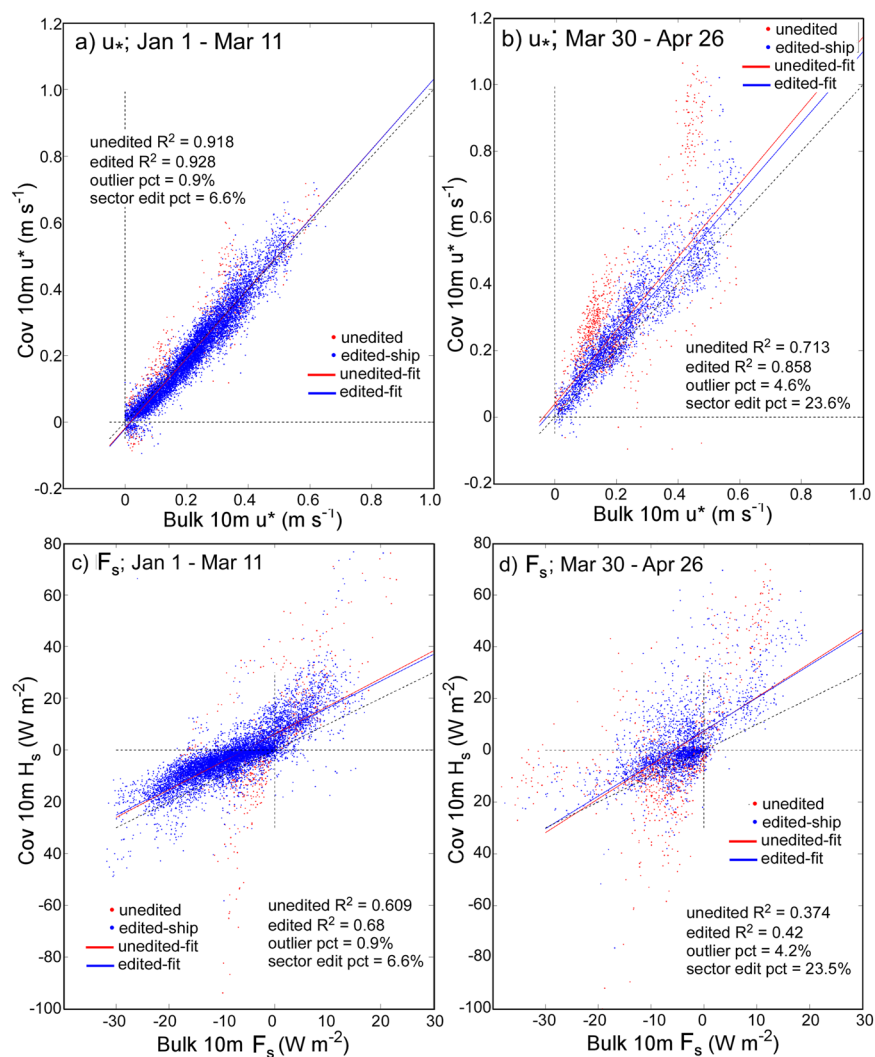 a) u*; Jan 1 - Mar 11
unedited R² = 0.918
edited R² = 0.928
outlier pct = 0.9%
sector edit pct = 6.6%
unedited
edited-ship
unedited-fit
edited-fit
1.2
1.0
0.8
0.6
0.4
0.2
0
-0.2
Cov 10m u* (m s⁻¹)
0
0.2
0.4
0.6
0.8
1.0
Bulk 10m u* (m s⁻¹)
b) u*; Mar 30 - Apr 26
unedited
edited-ship
unedited-fit
edited-fit
unedited R² = 0.713
edited R² = 0.858
outlier pct = 4.6%
sector edit pct = 23.6%
1.2
1.0
0.8
0.6
0.4
0.2
0
-0.2
Cov 10m u* (m s⁻¹)
0
0.2
0.4
0.6
0.8
1.0
Bulk 10m u* (m s⁻¹)
c) Fs; Jan 1 - Mar 11
80
60
40
20
0
20
-40
-60
-80
-100
Cov 10m Hs (W m⁻²)
unedited
edited-ship
unedited-fit
edited-fit
unedited R² = 0.609
edited R² = 0.68
outlier pct = 0.9%
sector edit pct = 6.6%
-30
-20
-10
0
10
20
30
Bulk 10m Fs (W m⁻²)
d) Fs; Mar 30 - Apr 26
80
60
40
20
0
20
-40
-60
-80
-100
Cov 10m Hs (W m⁻²)
unedited
edited-ship
unedited-fit
edited-fit
unedited R² = 0.374
edited R² = 0.42
outlier pct = 4.2%
sector edit pct = 23.5%
-30
-20
-10
0
10
20
30
Bulk 10m Fs (W m⁻²)